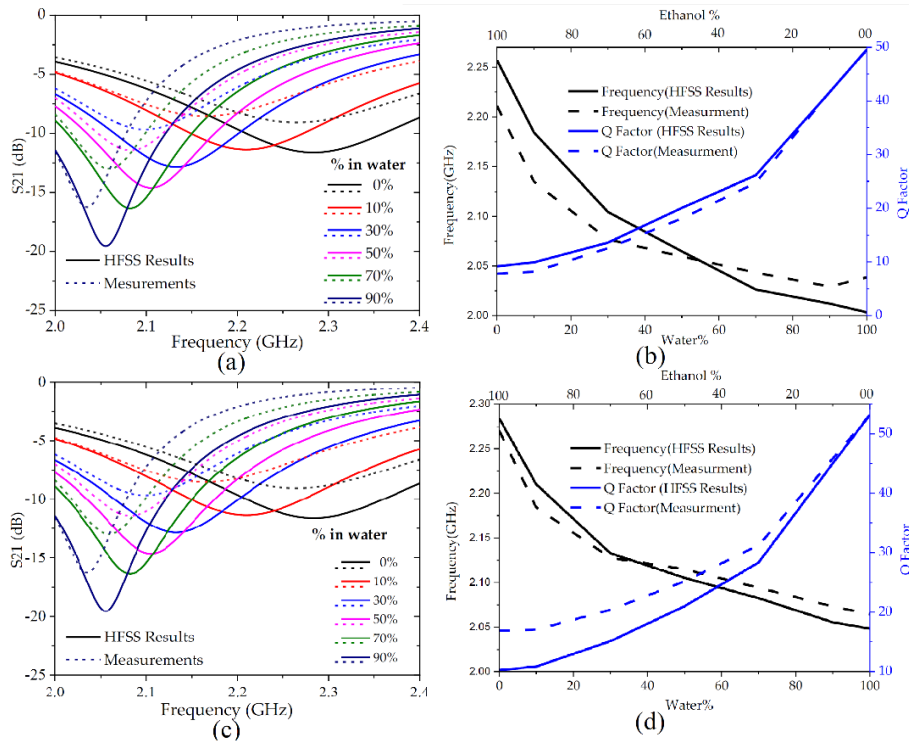 0
-5
-10
-15
-20
-25
S21 (dB)
% in water
0%
10%
30%
50%
70%
90%
HFSS Results
Mesurements
2.0
2.1
2.2
2.3
2.4
Frequency (GHz)
(a)
Ethanol %
100
80
60
40
20
00
2.25
2.20
2.15
2.10
2.05
2.00
Frequency(GHz)
Frequency(HFSS Results)
Frequency(Measurment)
Q Factor (HFSS Results)
Q Factor(Measurment)
50
40
30
20
10
0
Q Factor
0
20
40
60
80
100
Water%
(b)
0
-5
-10
-15
-20
-25
S21 (dB)
% in water
0%
10%
30%
50%
70%
90%
HFSS Results
Measurements
2.0
2.1
2.2
2.3
2.4
Frequency (GHz)
(c)
Ethanol %
100
80
60
40
20
00
2.30
2.25
2.20
2.15
2.10
2.05
2.00
Frequency(GHz)
Frequency(HFSS Results)
Frequency(Measurment)
Q Factor (HFSS Results)
Q Factor(Measurment)
50
40
30
20
10
Q Factor
0
20
40
60
80
100
Water%
(d)